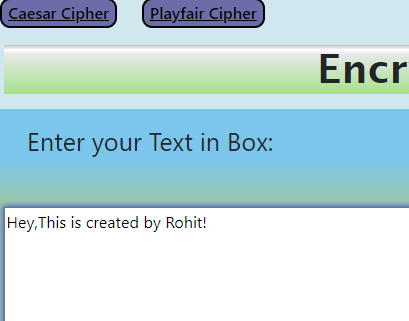 Caesar Cipher Playfair Cipher
Encr
Enter your Text in Box:
Hey,This is created by Rohit!